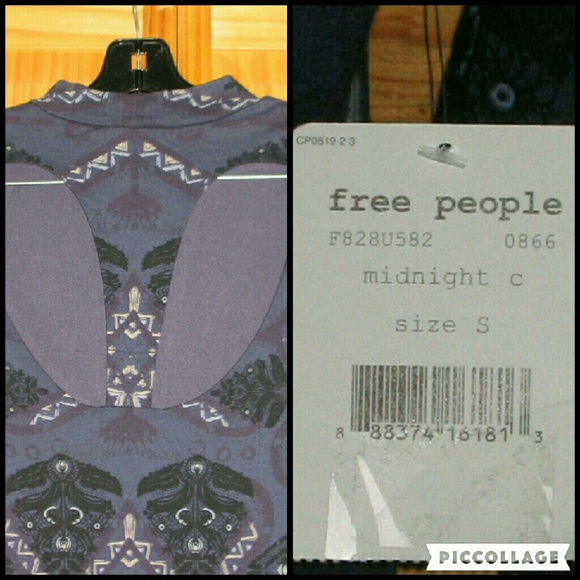 CP0519 2 3
free people
F828U582 0866
midnight c
size S
8 88374 16181 3
PICCOLLAGE